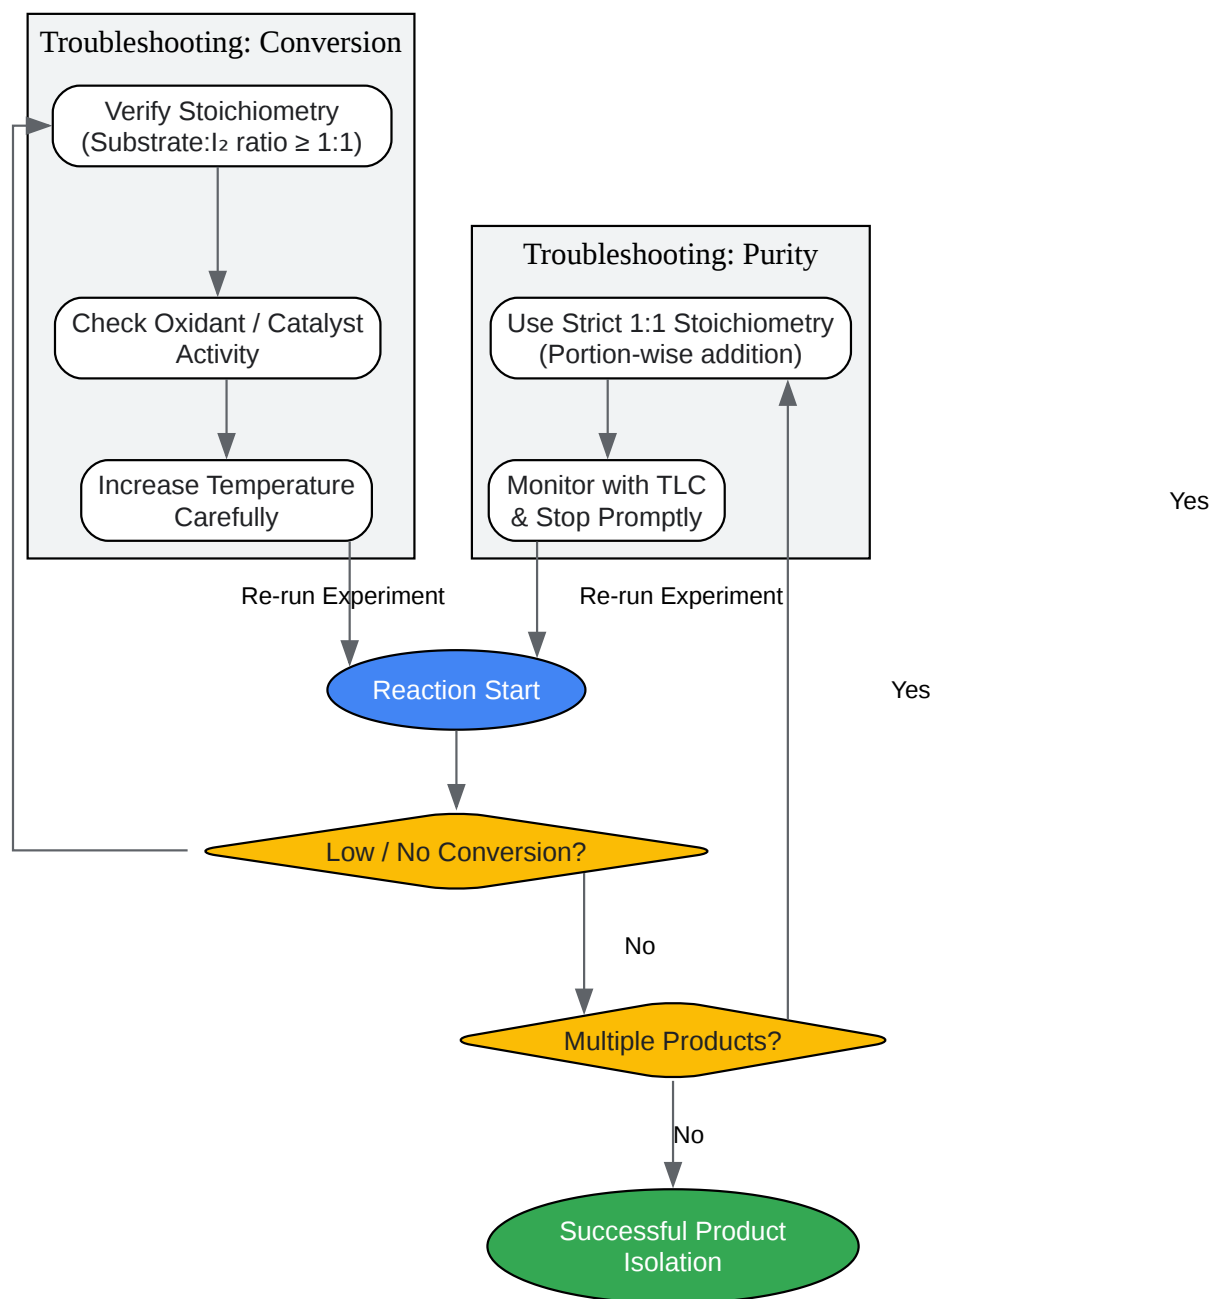 Troubleshooting: Conversion
Verify Stoichiometry
(Substrate:I₂ ratio ≥ 1:1)
Troubleshooting: Purity
Check Oxidant / Catalyst
Activity
Use Strict 1:1 Stoichiometry
(Portion-wise addition)
Increase Temperature
Carefully
Monitor with TLC
& Stop Promptly
Yes
Re-run Experiment
Re-run Experiment
Reaction Start
Yes
Low / No Conversion?
No
Multiple Products?
No
Successful Product
Isolation